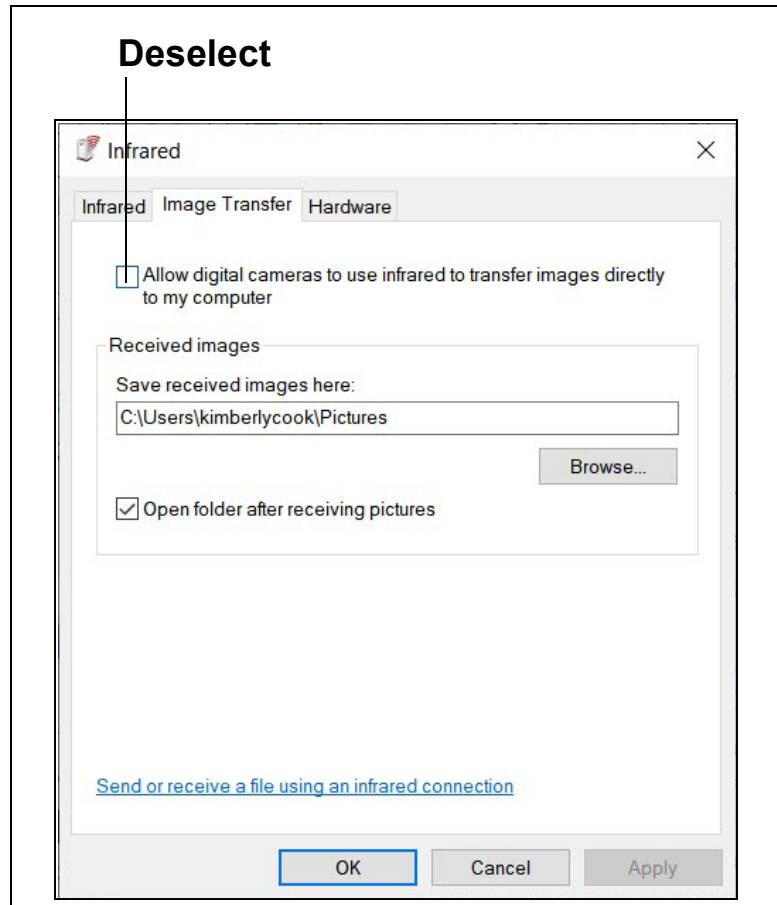 Deselect
Infrared
Infrared Image Transfer Hardware
Allow digital cameras to use infrared to transfer images directly
to my computer
Received images
Save received images here:
C:\Users\kimberlycook\Pictures
Browse...
Open folder after receiving pictures
Send or receive a file using an infrared connection
OK Cancel Apply